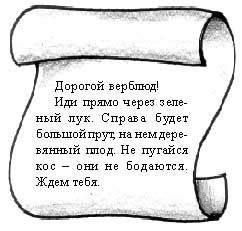 Дорогой верблюд!
Иди прямо через зеле-
ный лук. Справа будет
большой прут, на нем дере-
вянный плод. Не пугайся
кос – они не бодаются.
Ждем тебя.